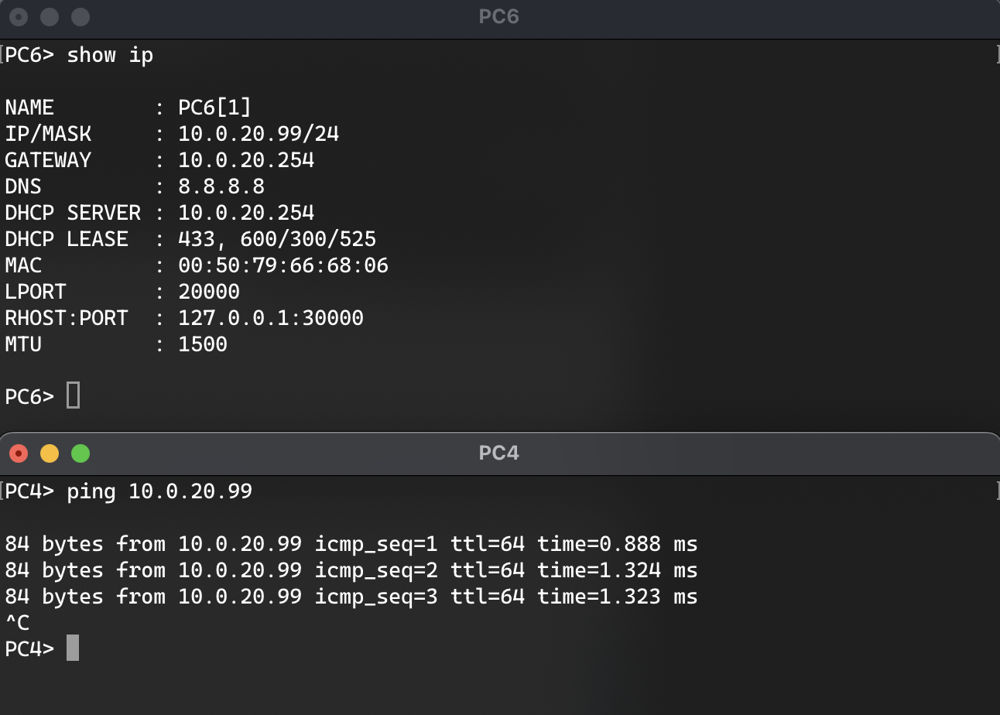 PC6
[PC6> show ip ]
NAME : PC6[1]
IP/MASK : 10.0.20.99/24
GATEWAY : 10.0.20.254
DNS : 8.8.8.8
DHCP SERVER : 10.0.20.254
DHCP LEASE : 433, 600/300/525
MAC : 00:50:79:66:68:06
LPORT : 20000
RHOST:PORT : 127.0.0.1:30000
MTU : 1500
PC6>
PC4
[PC4> ping 10.0.20.99 ]
84 bytes from 10.0.20.99 icmp_seq=1 ttl=64 time=0.888 ms
84 bytes from 10.0.20.99 icmp_seq=2 ttl=64 time=1.324 ms
84 bytes from 10.0.20.99 icmp_seq=3 ttl=64 time=1.323 ms
^C
PC4>